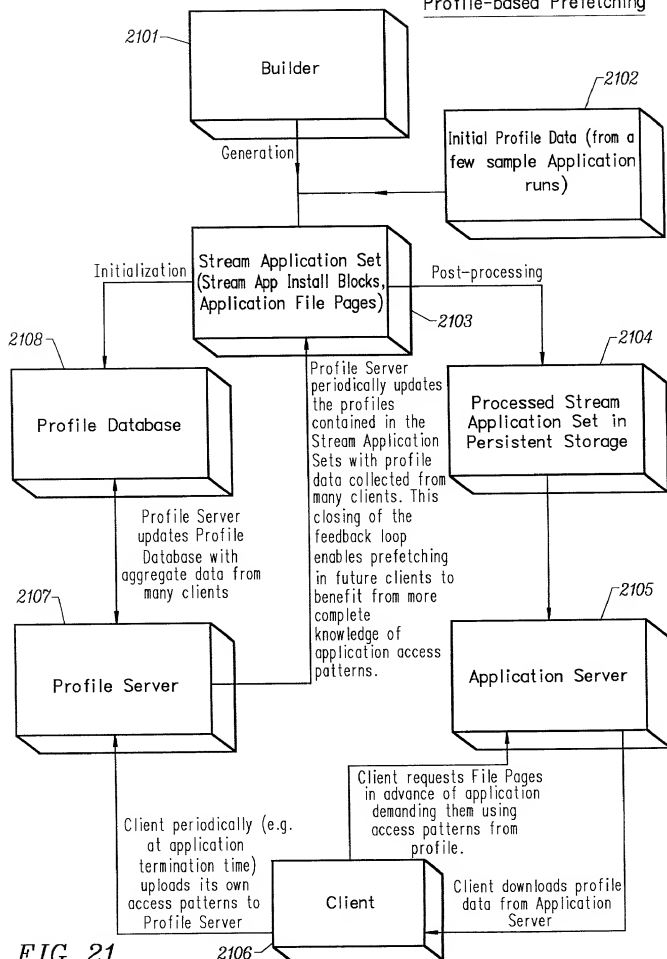 Profile-based Prefetching
2101
Builder
2102
Initial Profile Data (from a
few sample Application
runs)
Generation
Stream Application Set
(Stream App Install Blocks,
Application File Pages)
2103
Initialization
Post-processing
2108
Profile Database
2104
Processed Stream
Application Set in
Persistent Storage
Profile Server
periodically updates
the profiles
contained in the
Stream Application
Sets with profile
data collected from
many clients. This
closing of the
feedback loop
enables prefetching
in future clients to
benefit from more
complete
knowledge of
application access
patterns.
Profile Server
updates Profile
Database with
aggregate data from
many clients
2107
Profile Server
2105
Application Server
Client requests File Pages
in advance of application
demanding them using
access patterns from
profile.
Client periodically (e.g.
at application
termination time)
uploads its own
access patterns to
Profile Server
Client
Client downloads profile
data from Application
Server
2106
FIG. 21